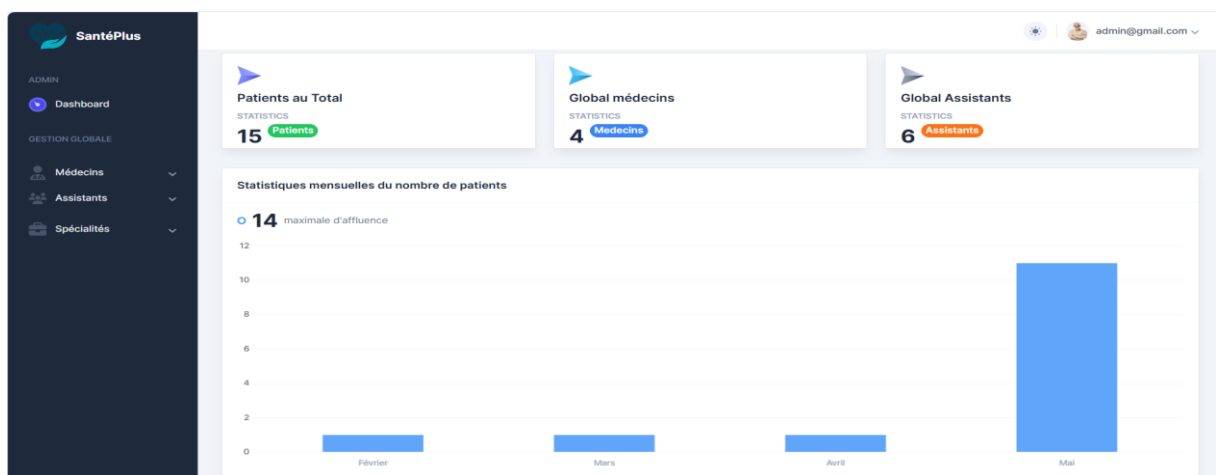 SantéPlus
admin@gmail.com
ADMIN
Dashboard
GESTION GLOBALE
Médecins
Assistants
Spécialités
Patients au Total
STATISTICS
15 Patients
Global médecins
STATISTICS
4 Medecins
Global Assistants
STATISTICS
6 Assistants
Statistiques mensuelles du nombre de patients
14 maximale d'affluence
12
10
8
6
4
2
0
Février Mars Avril Mai